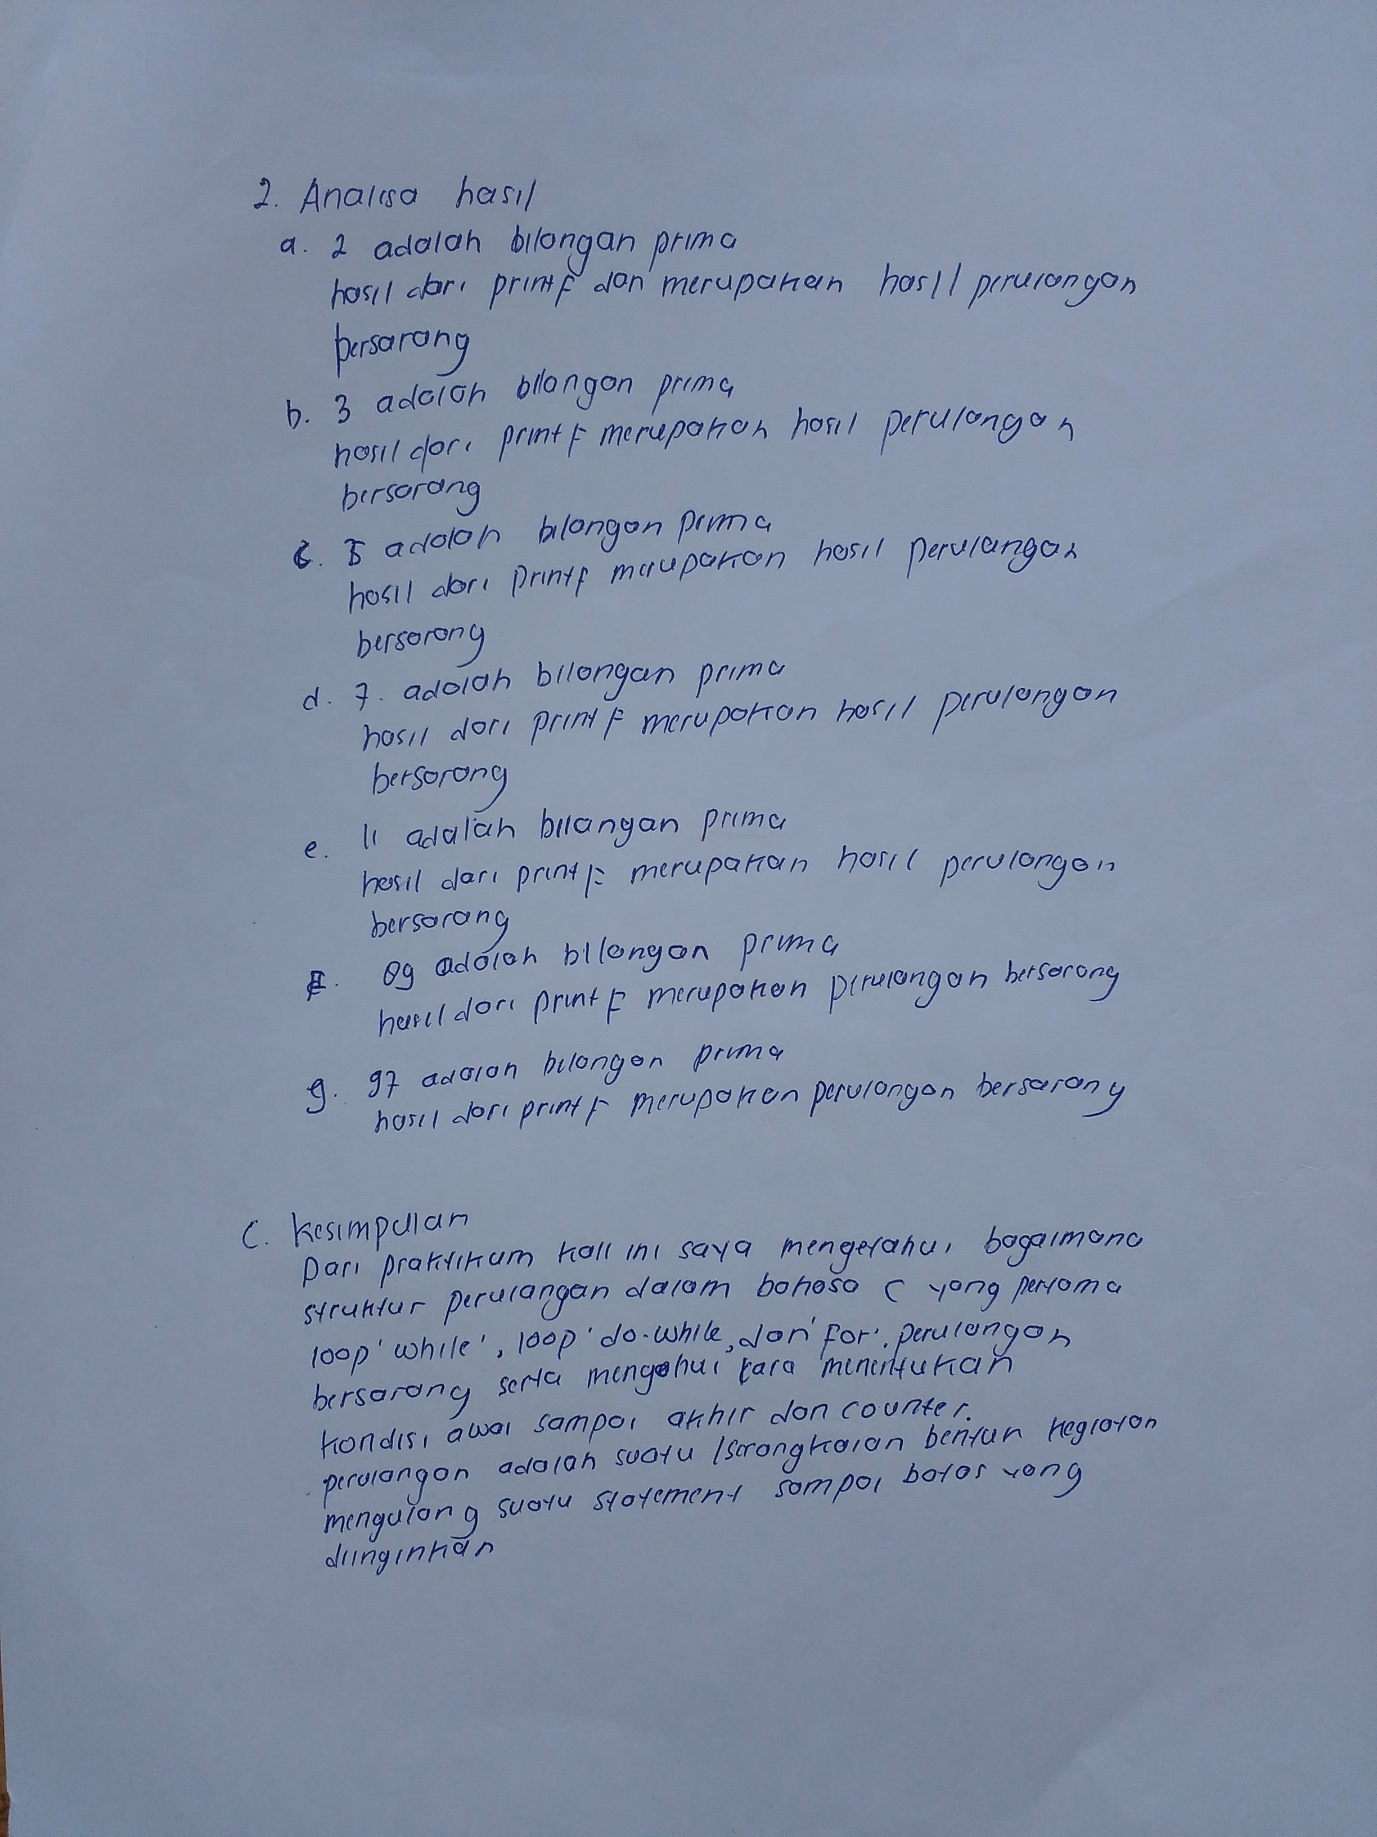 2. Analisa hasil
a. 2 adalah bilangan prima
hasil dari printf dan merupakan hasil perulangan
bersarang
b. 3 adalah bilangan prima
hasil dari printf merupakan hasil perulangan
bersarang
c. 5 adalah bilangan prima
hasil dari printf merupakan hasil perulangan
bersarang
d. 7. adalah bilangan prima
hasil dari printf merupakan hasil perulangan
bersarang
e. 11 adalah bilangan prima
hasil dari printf merupakan hasil perulangan
bersarang
f. 89 adalah bilangan prima
hasil dari printf merupakan perulangan bersarang
g. 97 adalah bilangan prima
hasil dari printf merupakan perulangan bersarang
C. Kesimpulan
Dari praktikum kali ini saya mengetahui bagaimana
struktur perulangan dalam bahasa C yang pertama
loop 'while', loop 'do-while, dan 'for'. perulangan
bersarang serta mengahui cara menentukan
kondisi awal sampai akhir dan counter.
perulangan adalah suatu /serangkaian bentuk kegiatan
mengulang suatu statement sampai batas yang
diinginkan